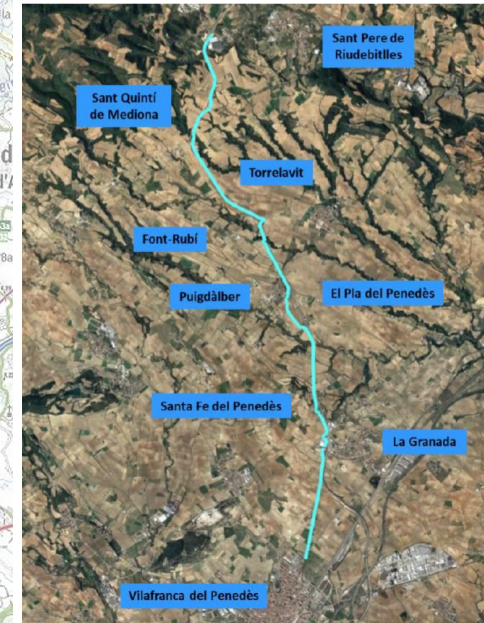 Sant Pere de
Riudebitlles
Sant Quintí
de Mediona
Torrelavit
Font-Rubí
Puigdàlber
El Pla del Penedès
Santa Fe del Penedès
La Granada
Vilafranca del Penedès